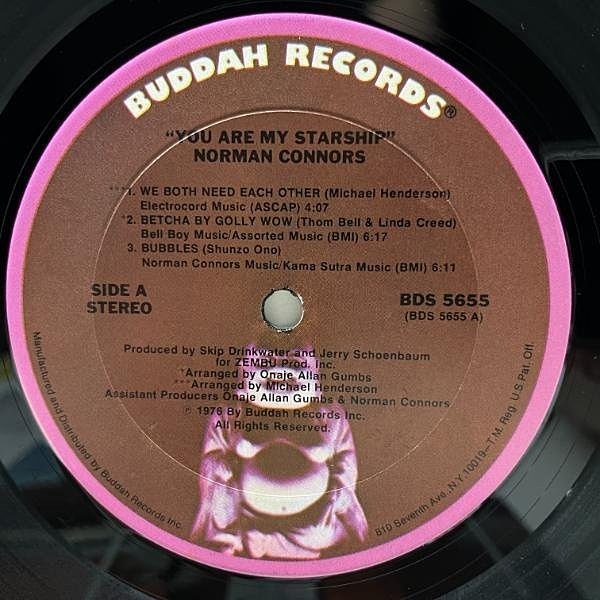 BUDDAH RECORDS®
"YOU ARE MY STARSHIP"
NORMAN CONNORS
***1. WE BOTH NEED EACH OTHER (Michael Henderson)
Electrocord Music (ASCAP) 4:07
*2. BETCHA BY GOLLY WOW (Thom Bell & Linda Creed)
Bell Boy Music/Assorted Music (BMI) 6:17
3. BUBBLES (Shunzo Ono)
Norman Connors Music/Kama Sutra Music (BMI) 6:11
SIDE A
STEREO
BDS 5655
(BDS 5655 A)
Produced by Skip Drinkwater and Jerry Schoenbaum
for ZEMBU Prod. Inc.
*Arranged by Onaje Allan Gumbs
***Arranged by Michael Henderson
Assistant Producers Onaje Allan Gumbs & Norman Connors
℗ 1976 By Buddah Records Inc.
All Rights Reserved.
Manufactured and Distributed by Buddah Records Inc.
810 Seventh Ave., N.Y. 10019—T.M. Reg. U.S. Pat. Off.